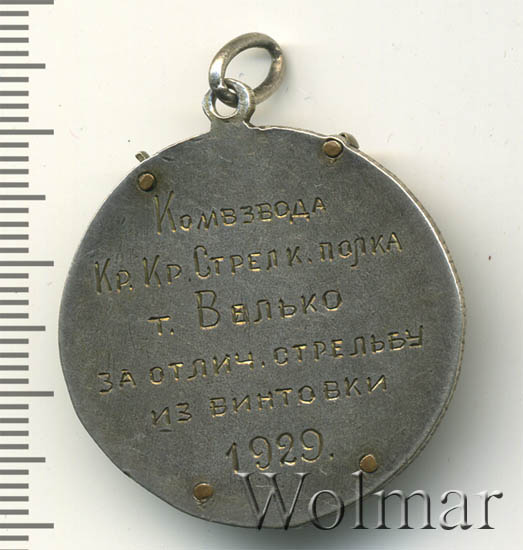 Комвзвода
Кр. Кр. Стрелк. полка
т. Велько
за отлич. стрельбу
из винтовки
1929.
Wolmar